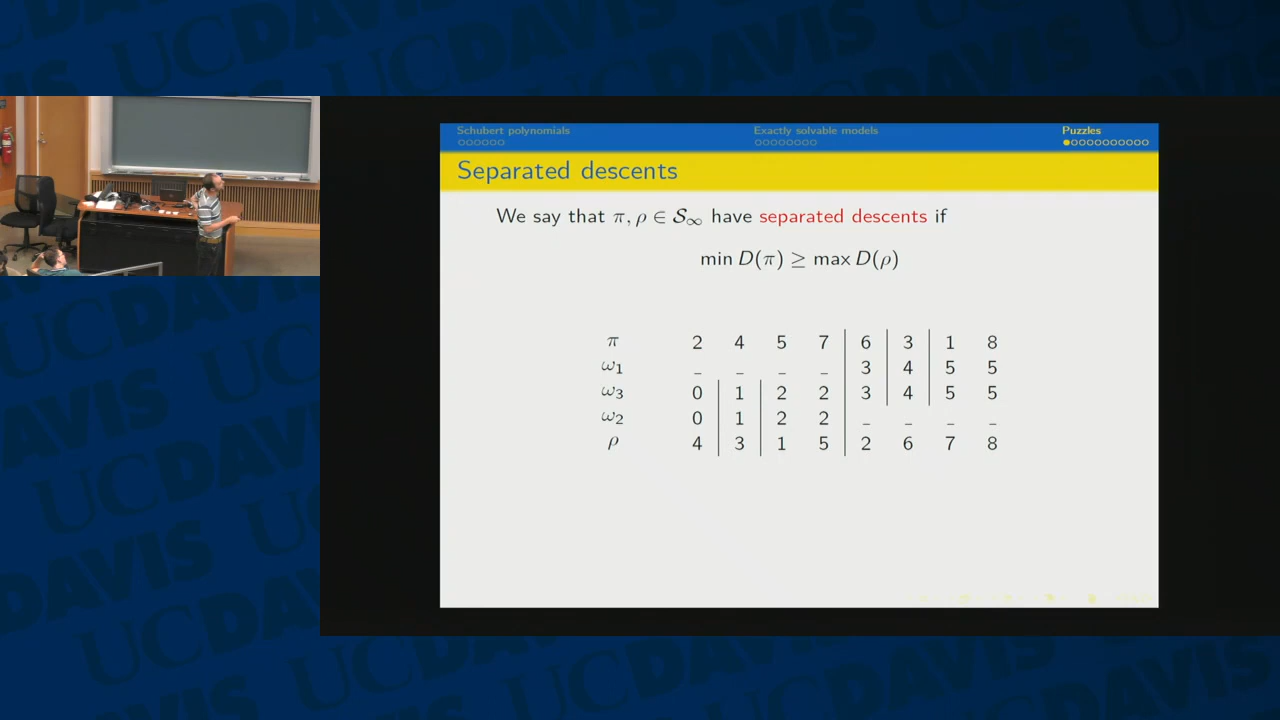 Schubert polynomials
Exactly solvable models
Puzzles
Separated descents
We say that π, ρ ∈ 𝒮∞ have separated descents if
min D(π) ≥ max D(ρ)
π 2 4 5 7 6 3 1 8
ω₁ _ _ _ _ 3 4 5 5
ω₃ 0 1 2 2 3 4 5 5
ω₂ 0 1 2 2 _ _ _ _
ρ 4 3 1 5 2 6 7 8
UCDAVIS